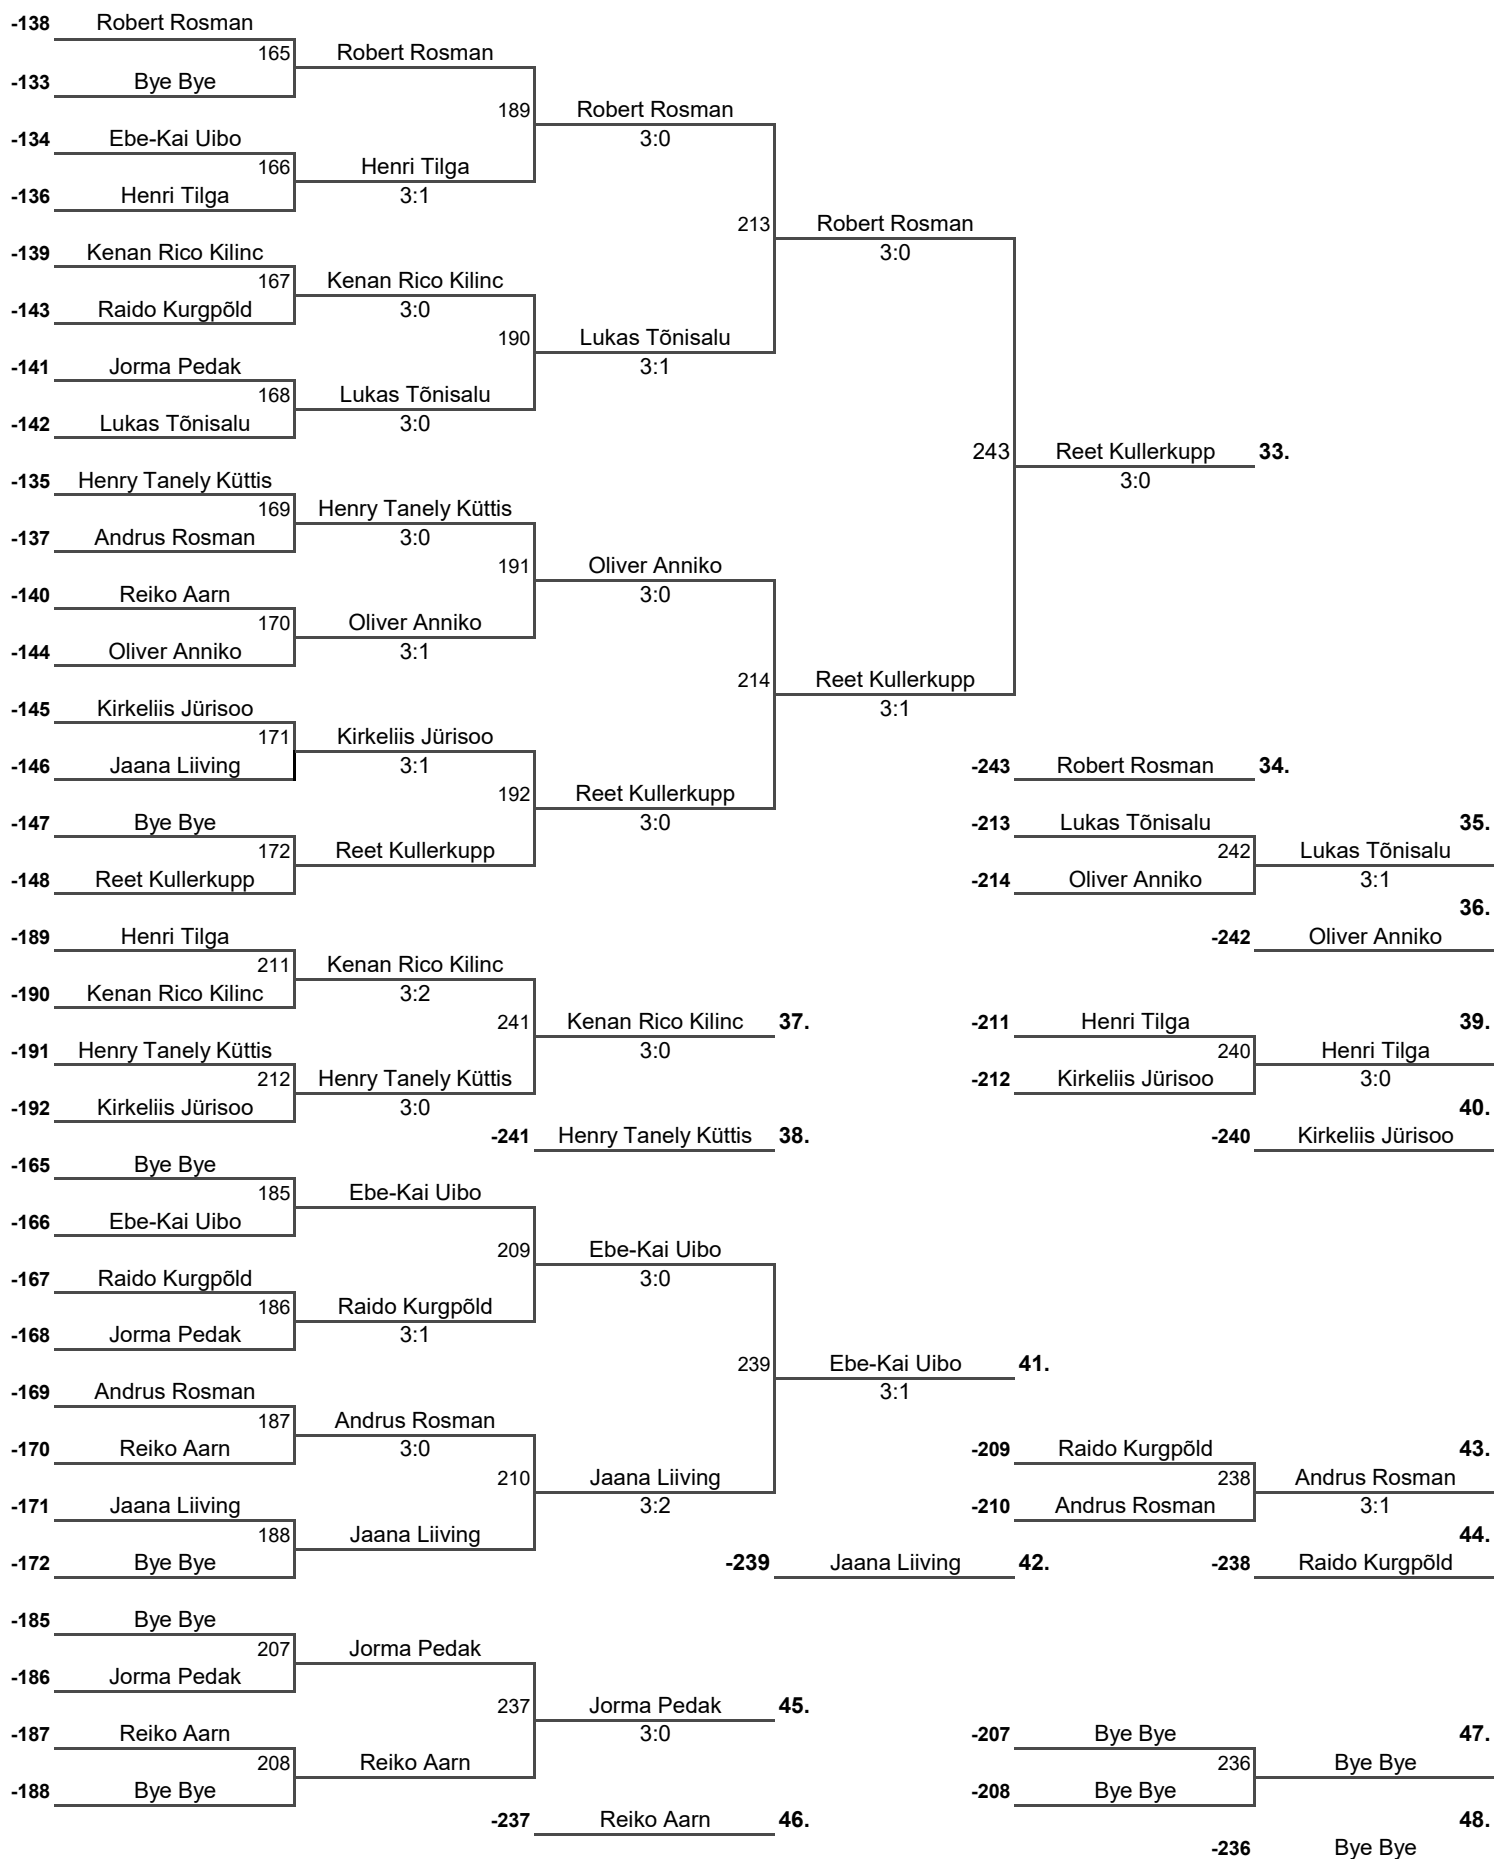 -138 Robert Rosman
165 Robert Rosman
-133 Bye Bye
189 Robert Rosman
-134 Ebe-Kai Uibo 3:0
166 Henri Tilga
-136 Henri Tilga 3:1
213 Robert Rosman
-139 Kenan Rico Kilinc 3:0
167 Kenan Rico Kilinc
-143 Raido Kurgpõld 3:0
190 Lukas Tõnisalu
-141 Jorma Pedak 3:1
168 Lukas Tõnisalu
-142 Lukas Tõnisalu 3:0
243 Reet Kullerkupp 33.
-135 Henry Tanely Küttis 3:0
169 Henry Tanely Küttis
-137 Andrus Rosman 3:0
191 Oliver Anniko
-140 Reiko Aarn 3:0
170 Oliver Anniko
-144 Oliver Anniko 3:1
214 Reet Kullerkupp
-145 Kirkeliis Jürisoo 3:1
171 Kirkeliis Jürisoo
-146 Jaana Liiving 3:1 -243 Robert Rosman 34.
192 Reet Kullerkupp
-147 Bye Bye 3:0 -213 Lukas Tõnisalu 35.
172 Reet Kullerkupp 242 Lukas Tõnisalu
-148 Reet Kullerkupp -214 Oliver Anniko 3:1
36.
-189 Henri Tilga -242 Oliver Anniko
211 Kenan Rico Kilinc
-190 Kenan Rico Kilinc 3:2
241 Kenan Rico Kilinc 37. -211 Henri Tilga 39.
-191 Henry Tanely Küttis 3:0 240 Henri Tilga
212 Henry Tanely Küttis -212 Kirkeliis Jürisoo 3:0
-192 Kirkeliis Jürisoo 3:0 40.
-241 Henry Tanely Küttis 38. -240 Kirkeliis Jürisoo
-165 Bye Bye
185 Ebe-Kai Uibo
-166 Ebe-Kai Uibo
209 Ebe-Kai Uibo
-167 Raido Kurgpõld 3:0
186 Raido Kurgpõld
-168 Jorma Pedak 3:1
239 Ebe-Kai Uibo 41.
-169 Andrus Rosman 3:1
187 Andrus Rosman
-170 Reiko Aarn 3:0 -209 Raido Kurgpõld 43.
210 Jaana Liiving 238 Andrus Rosman
-171 Jaana Liiving 3:2 -210 Andrus Rosman 3:1
188 Jaana Liiving 44.
-172 Bye Bye -239 Jaana Liiving 42. -238 Raido Kurgpõld
-185 Bye Bye
207 Jorma Pedak
-186 Jorma Pedak
237 Jorma Pedak 45.
-187 Reiko Aarn 3:0 -207 Bye Bye 47.
208 Reiko Aarn 236 Bye Bye
-188 Bye Bye -208 Bye Bye
-237 Reiko Aarn 46. 48.
-236 Bye Bye